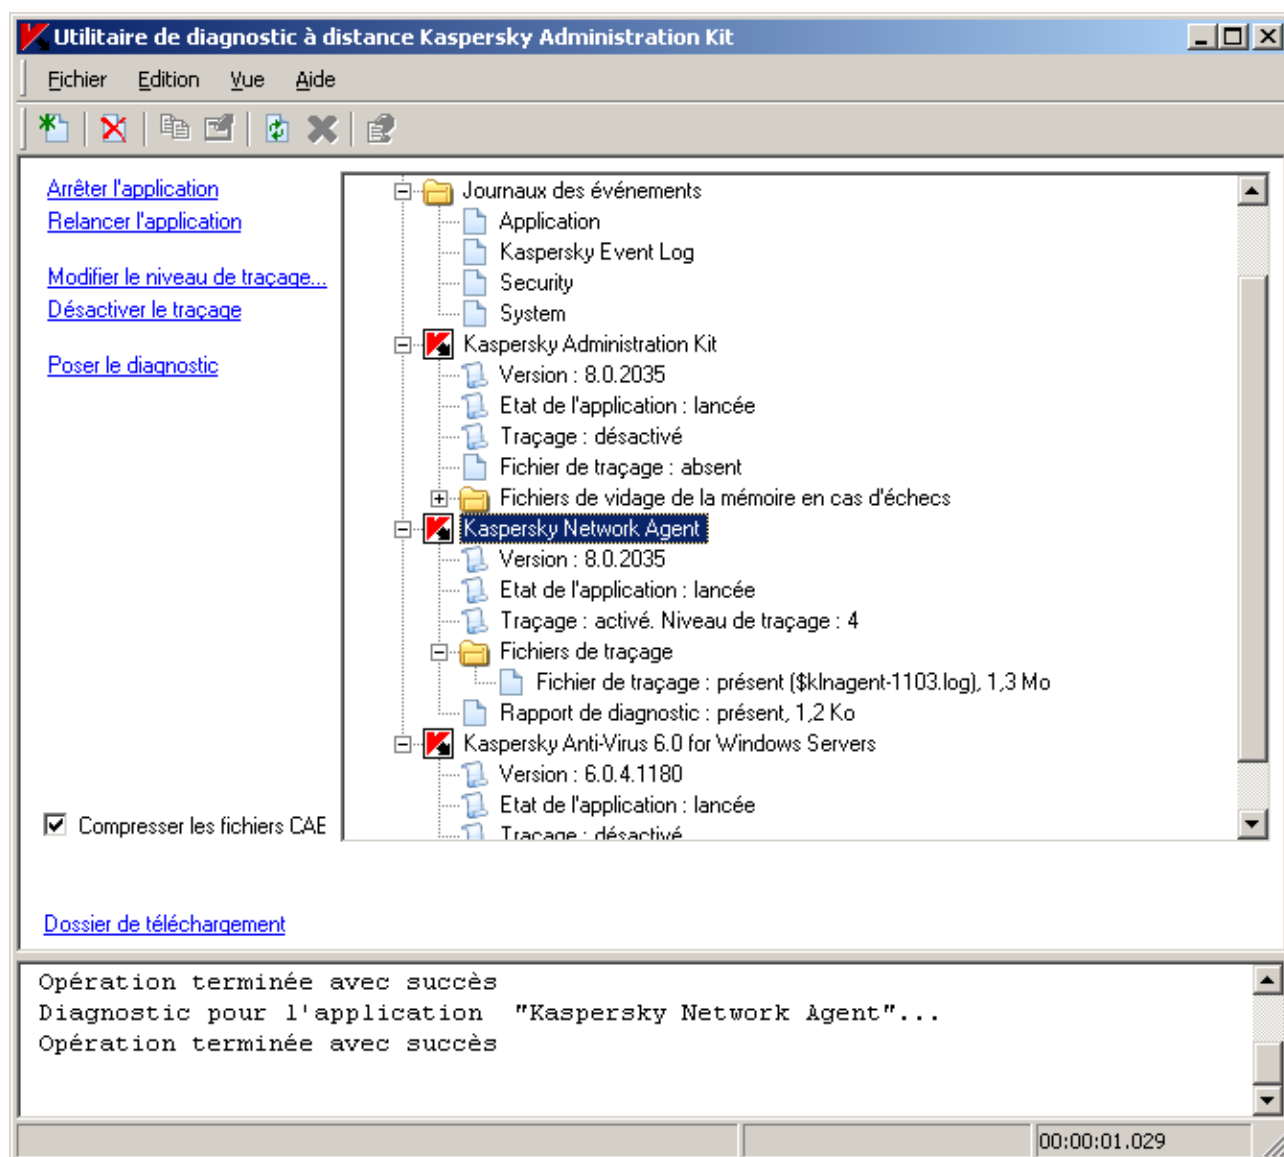 Utilitaire de diagnostic à distance Kaspersky Administration Kit
Fichier Edition Vue Aide
Arrêter l'application
Relancer l'application
Modifier le niveau de traçage...
Désactiver le traçage
Poser le diagnostic
Journaux des événements
Application
Kaspersky Event Log
Security
System
Kaspersky Administration Kit
Version : 8.0.2035
Etat de l'application : lancée
Traçage : désactivé
Fichier de traçage : absent
Fichiers de vidage de la mémoire en cas d'échecs
Kaspersky Network Agent
Version : 8.0.2035
Etat de l'application : lancée
Traçage : activé. Niveau de traçage : 4
Fichiers de traçage
Fichier de traçage : présent ($klnagent-1103.log), 1,3 Mo
Rapport de diagnostic : présent, 1,2 Ko
Kaspersky Anti-Virus 6.0 for Windows Servers
Version : 6.0.4.1180
Etat de l'application : lancée
Traçage : désactivé
Compresser les fichiers CAE
Dossier de téléchargement
Opération terminée avec succès
Diagnostic pour l'application "Kaspersky Network Agent"...
Opération terminée avec succès
00:00:01.029